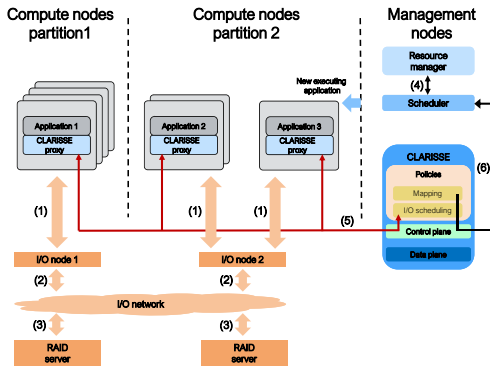 Compute nodes
partition1
Compute nodes
partition 2
Management
nodes
Resource
manager
(4)
Scheduler
New executing
application
Application 1
CLARISSE
proxy
Application 2
CLARISSE
proxy
Application 3
CLARISSE
proxy
CLARISSE
(6)
Policies
Mapping
I/O scheduling
Control plane
Data plane
(1)
(1)
(1)
(5)
I/O node 1
I/O node 2
(2)
(2)
I/O network
(3)
(3)
RAID
server
RAID
server